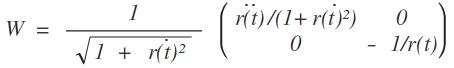 W = 1/√(1 + ṙ(t)²) ( r̈(t)/(1+ ṙ(t)²) 0
0 - 1/r(t) )